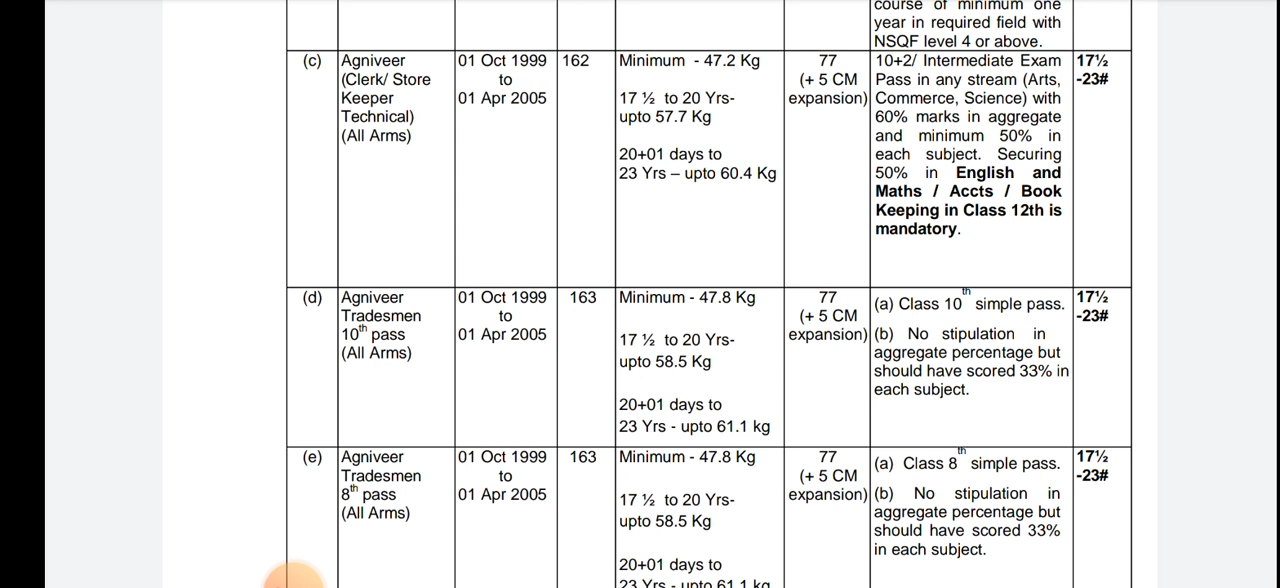 course of minimum one
year in required field with
NSQF level 4 or above.
(c)
Agniveer
(Clerk/ Store
Keeper
Technical)
(All Arms)
01 Oct 1999
to
01 Apr 2005
162
Minimum - 47.2 Kg
17 ½ to 20 Yrs-
upto 57.7 Kg
20+01 days to
23 Yrs – upto 60.4 Kg
77
(+ 5 CM
expansion)
10+2/ Intermediate Exam
Pass in any stream (Arts,
Commerce, Science) with
60% marks in aggregate
and minimum 50% in
each subject. Securing
50% in English and
Maths / Accts / Book
Keeping in Class 12th is
mandatory.
17½
-23#
(d)
Agniveer
Tradesmen
10th pass
(All Arms)
01 Oct 1999
to
01 Apr 2005
163
Minimum - 47.8 Kg
17 ½ to 20 Yrs-
upto 58.5 Kg
20+01 days to
23 Yrs - upto 61.1 kg
77
(+ 5 CM
expansion)
(a) Class 10th simple pass.
(b) No stipulation in
aggregate percentage but
should have scored 33% in
each subject.
17½
-23#
(e)
Agniveer
Tradesmen
8th pass
(All Arms)
01 Oct 1999
to
01 Apr 2005
163
Minimum - 47.8 Kg
17 ½ to 20 Yrs-
upto 58.5 Kg
20+01 days to
23 Yrs - upto 61.1 kg
77
(+ 5 CM
expansion)
(a) Class 8th simple pass.
(b) No stipulation in
aggregate percentage but
should have scored 33%
in each subject.
17½
-23#